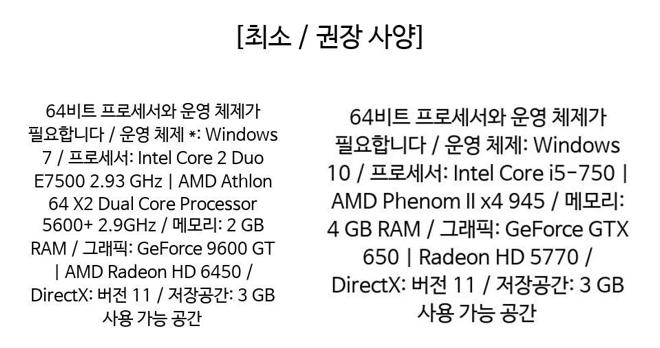 [최소 / 권장 사양]
64비트 프로세서와 운영 체제가
필요합니다 / 운영 체제 *: Windows
7 / 프로세서: Intel Core 2 Duo
E7500 2.93 GHz | AMD Athlon
64 X2 Dual Core Processor
5600+ 2.9GHz / 메모리: 2 GB
RAM / 그래픽: GeForce 9600 GT
| AMD Radeon HD 6450 /
DirectX: 버전 11 / 저장공간: 3 GB
사용 가능 공간
64비트 프로세서와 운영 체제가
필요합니다 / 운영 체제: Windows
10 / 프로세서: Intel Core i5-750 |
AMD Phenom II x4 945 / 메모리:
4 GB RAM / 그래픽: GeForce GTX
650 | Radeon HD 5770 /
DirectX: 버전 11 / 저장공간: 3 GB
사용 가능 공간